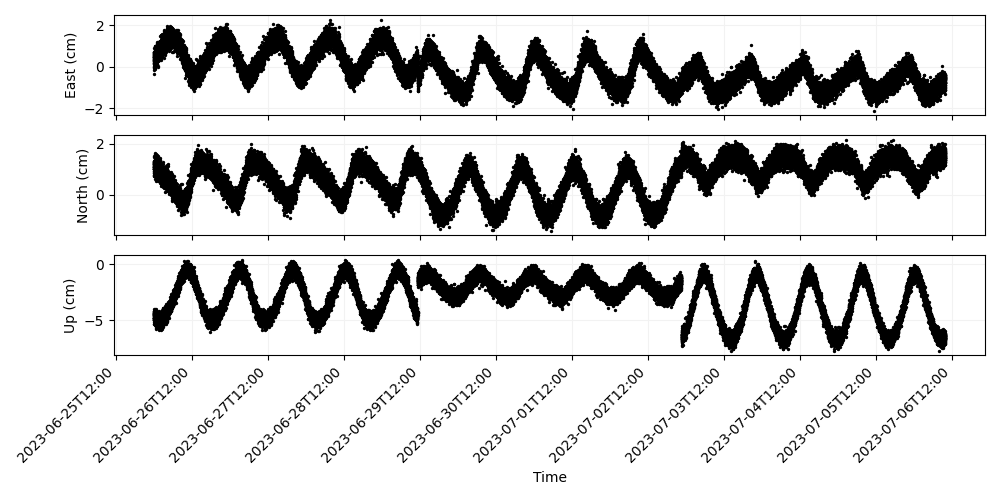 East (cm)
2
0
−2
North (cm)
2
0
Up (cm)
0
−5
2023-06-25T12:00
2023-06-26T12:00
2023-06-27T12:00
2023-06-28T12:00
2023-06-29T12:00
2023-06-30T12:00
2023-07-01T12:00
2023-07-02T12:00
2023-07-03T12:00
2023-07-04T12:00
2023-07-05T12:00
2023-07-06T12:00
Time